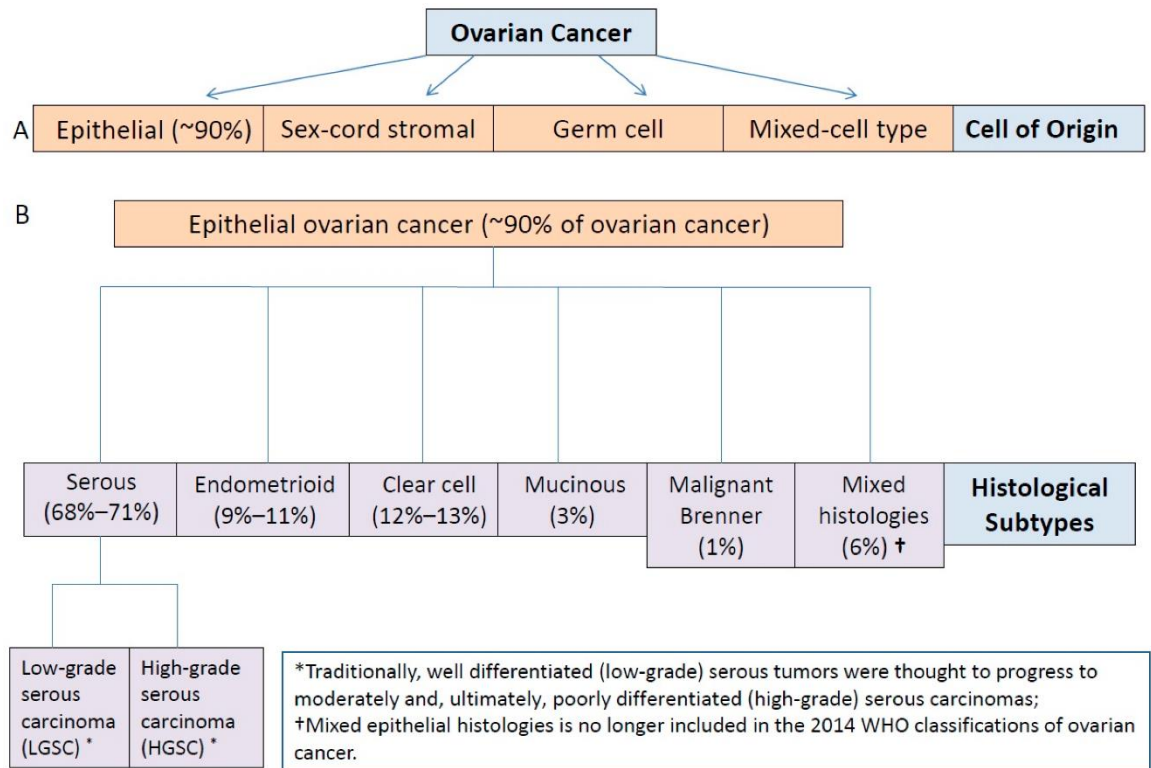 Ovarian Cancer
A
Epithelial (~90%)
Sex-cord stromal
Germ cell
Mixed-cell type
Cell of Origin
B
Epithelial ovarian cancer (~90% of ovarian cancer)
Serous
(68%–71%)
Endometrioid
(9%–11%)
Clear cell
(12%–13%)
Mucinous
(3%)
Malignant
Brenner
(1%)
Mixed
histologies
(6%) †
Histological
Subtypes
Low-grade
serous
carcinoma
(LGSC) *
High-grade
serous
carcinoma
(HGSC) *
*Traditionally, well differentiated (low-grade) serous tumors were thought to progress to
moderately and, ultimately, poorly differentiated (high-grade) serous carcinomas;
†Mixed epithelial histologies is no longer included in the 2014 WHO classifications of ovarian
cancer.